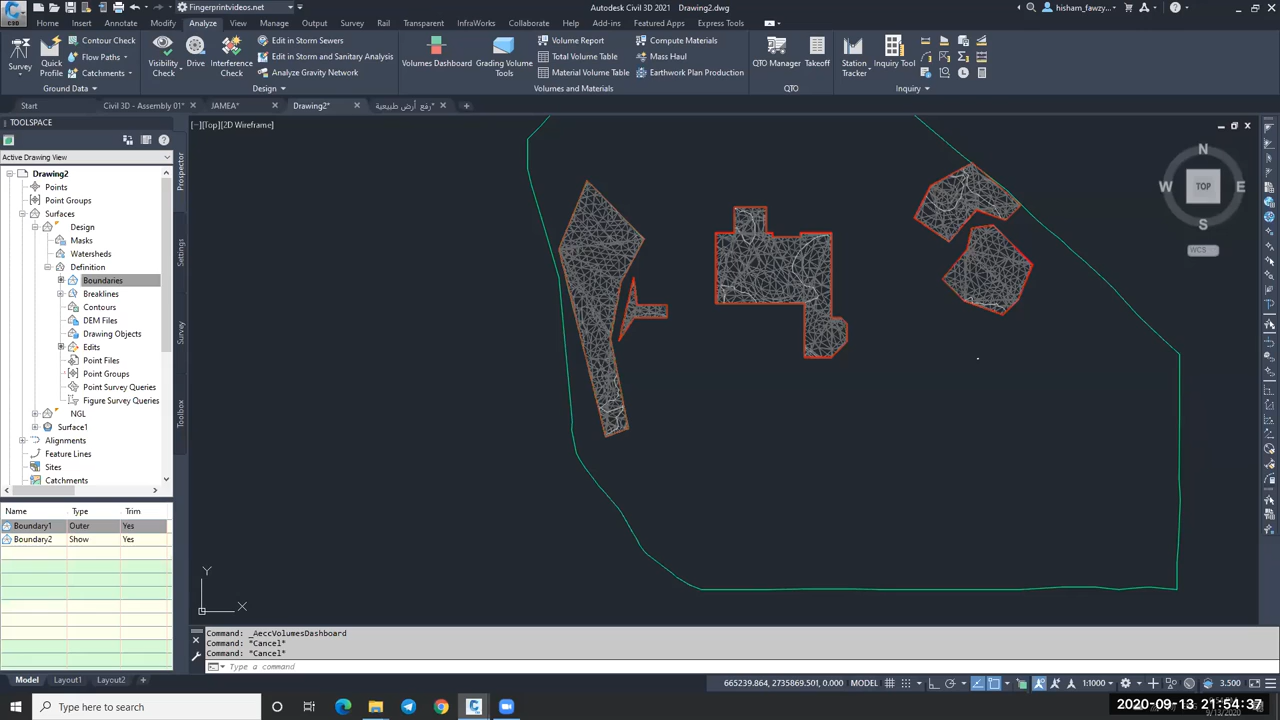 Fingerprintvideos.net
Autodesk Civil 3D 2021 Drawing2.dwg
hisham_fawzy...
C3D
Home Insert Annotate Modify Analyze View Manage Output Survey Rail Transparent InfraWorks Collaborate Help Add-ins Featured Apps Express Tools
Survey
Quick Profile
Contour Check
Flow Paths
Catchments
Ground Data
Visibility Check
Drive
Interference Check
Edit in Storm Sewers
Edit in Storm and Sanitary Analysis
Analyze Gravity Network
Design
Volumes Dashboard
Grading Volume Tools
Volume Report
Total Volume Table
Material Volume Table
Compute Materials
Mass Haul
Earthwork Plan Production
Volumes and Materials
QTO Manager
Takeoff
QTO
Station Tracker
Inquiry Tool
Inquiry
Start Civil 3D - Assembly 01* JAMEA* Drawing2* رفع أرض طبيعية*
TOOLSPACE
Active Drawing View
Drawing2
Points
Point Groups
Surfaces
Design
Masks
Watersheds
Definition
Boundaries
Breaklines
Contours
DEM Files
Drawing Objects
Edits
Point Files
Point Groups
Point Survey Queries
Figure Survey Queries
NGL
Surface1
Alignments
Feature Lines
Sites
Catchments
Prospector
Settings
Survey
Toolbox
Name Type Trim
Boundary1 Outer Yes
Boundary2 Show Yes
[−][Top][2D Wireframe]
N
W TOP E
S
WCS
Y
X
Command: _AeccVolumesDashboard
Command: *Cancel*
Command: *Cancel*
Type a command
Model Layout1 Layout2
665239.864, 2735869.501, 0.000 MODEL 1:1000 3.500
Type here to search
2020-09-13 21:54:37